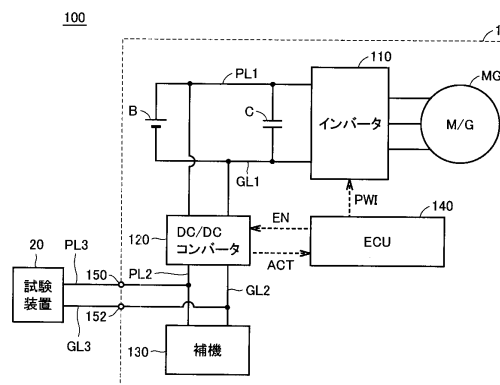 100
1
110
MG
PL1
B
C
インバータ
M/G
GL1
PWI
140
EN
120
DC/DC
コンバータ
ECU
20
PL3
150
PL2
ACT
GL2
試験
装置
152
GL3
130
補機